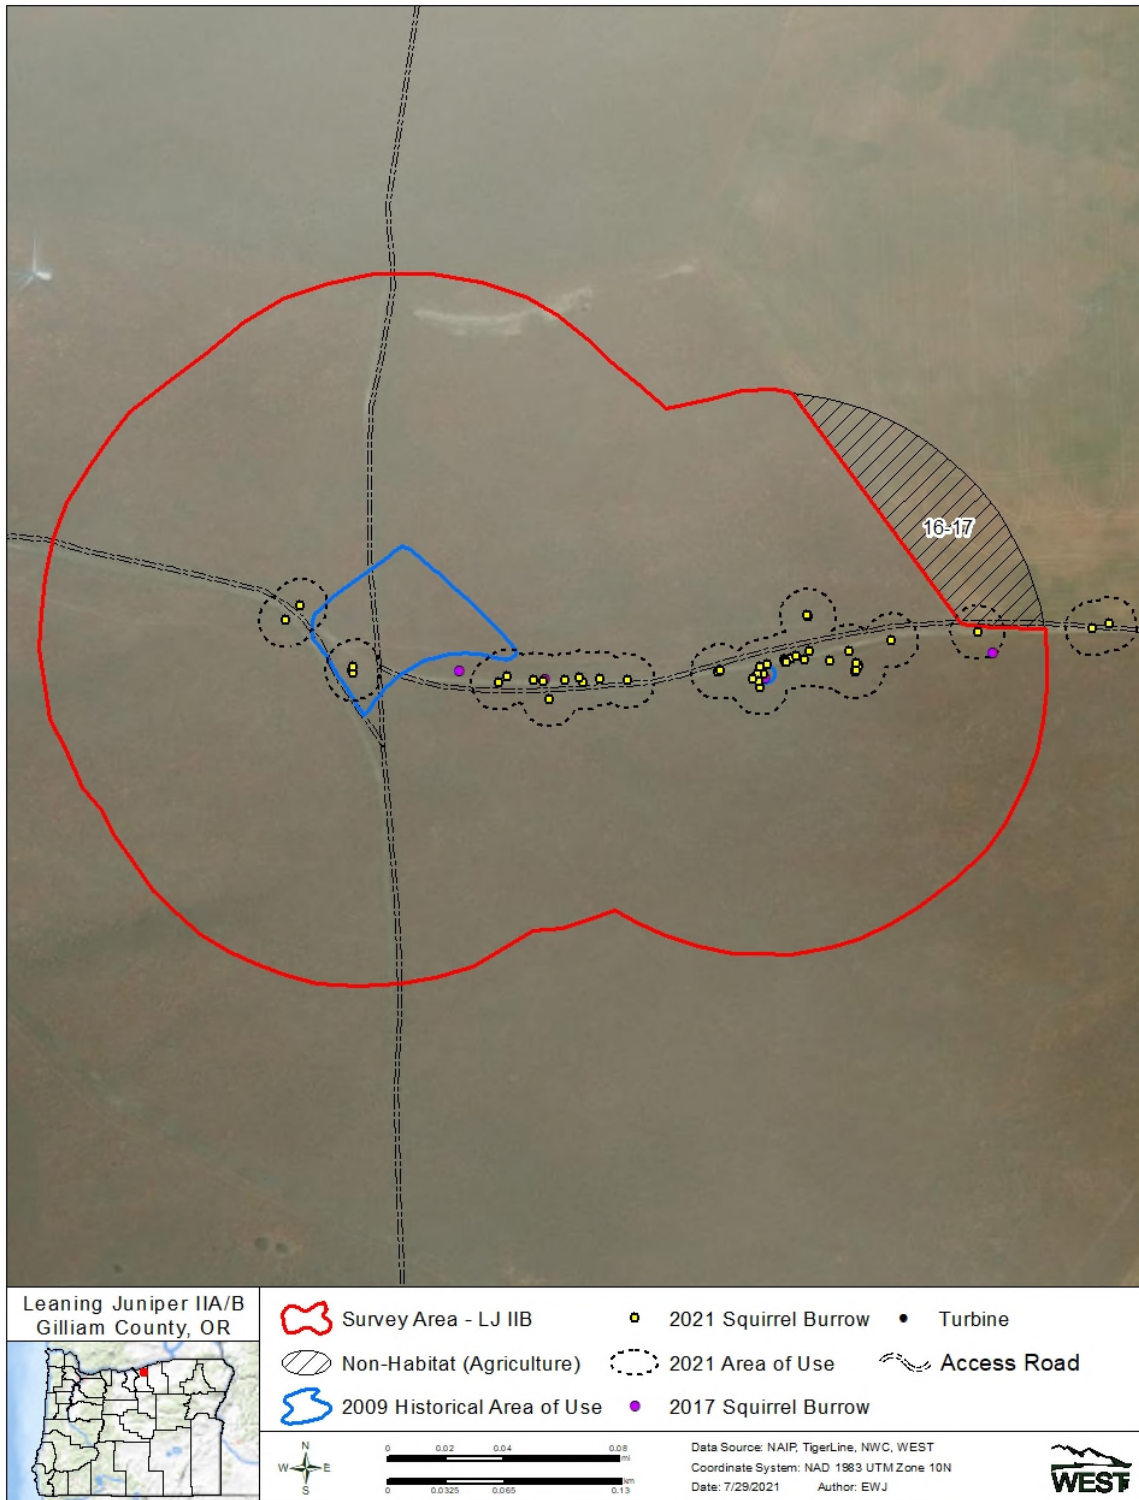 16-17
Leaning Juniper IIA/B
Gilliam County, OR
Survey Area - LJ IIB
2021 Squirrel Burrow
Turbine
Non-Habitat (Agriculture)
2021 Area of Use
Access Road
2009 Historical Area of Use
2017 Squirrel Burrow
N
W E
S
0 0.02 0.04 0.08
mi
km
0 0.0325 0.065 0.13
Data Source: NAIP, TigerLine, NWC, WEST
Coordinate System: NAD 1983 UTM Zone 10N
Date: 7/29/2021 Author: EWJ
WEST